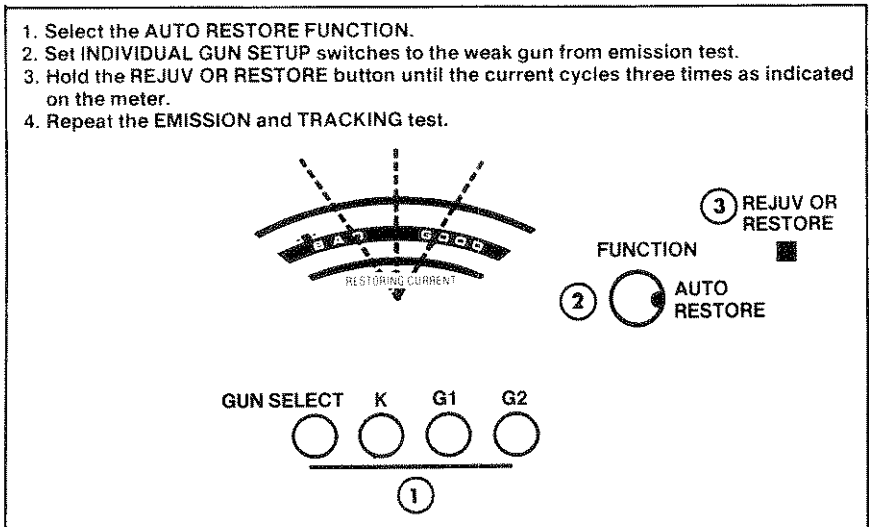 1. Select the AUTO RESTORE FUNCTION.
2. Set INDIVIDUAL GUN SETUP switches to the weak gun from emission test.
3. Hold the REJUV OR RESTORE button until the current cycles three times as indicated
on the meter.
4. Repeat the EMISSION and TRACKING test.
BAD GOOD
RESTORING CURRENT
3 REJUV OR
RESTORE
FUNCTION
2 AUTO
RESTORE
GUN SELECT K G1 G2
1